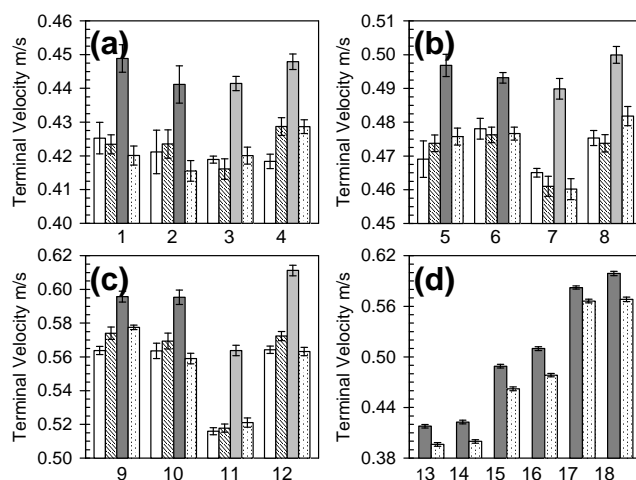 0.46
0.45
0.44
0.43
0.42
0.41
0.40
Terminal Velocity m/s
(a)
1 2 3 4
0.51
0.50
0.49
0.48
0.47
0.46
0.45
Terminal Velocity m/s
(b)
5 6 7 8
0.62
0.60
0.58
0.56
0.54
0.52
0.50
Terminal Velocity m/s
(c)
9 10 11 12
0.62
0.56
0.50
0.44
0.38
Terminal Velocity m/s
(d)
13 14 15 16 17 18